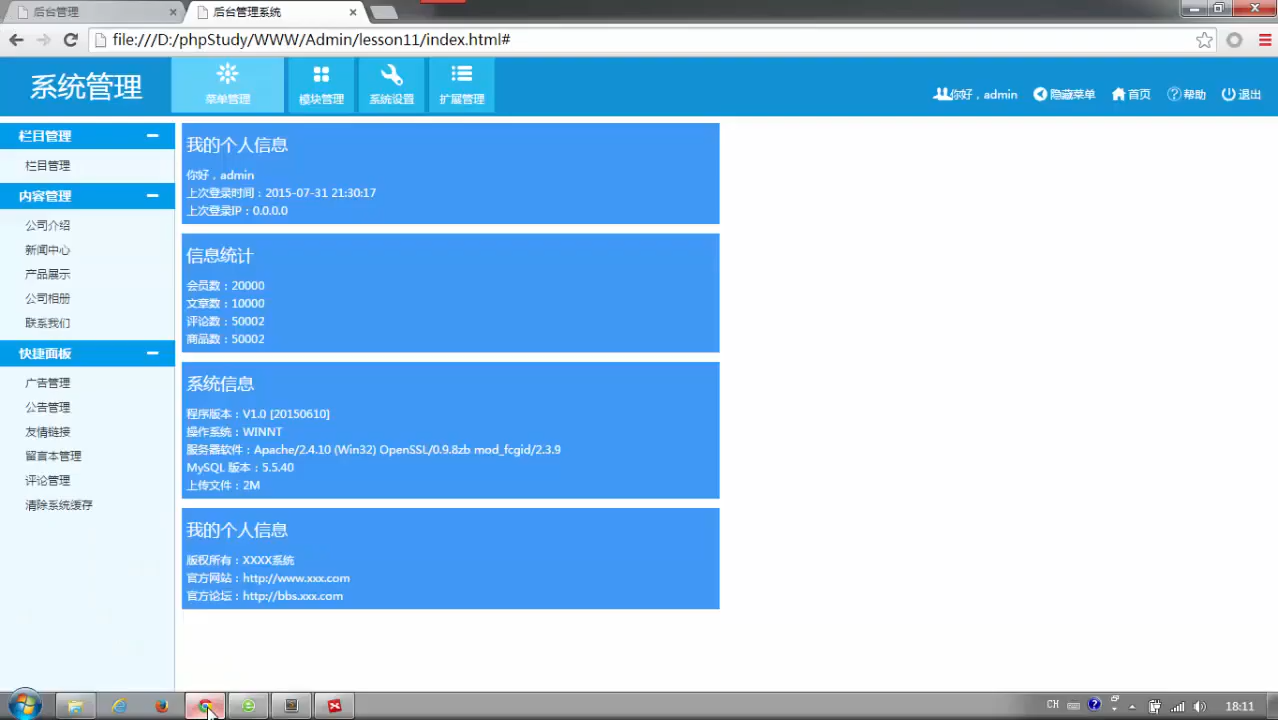 后台管理
后台管理系统
file:///D:/phpStudy/WWW/Admin/lesson11/index.html#
系统管理
菜单管理
模块管理
系统设置
扩展管理
你好，admin
隐藏菜单
首页
帮助
退出
栏目管理
栏目管理
内容管理
公司介绍
新闻中心
产品展示
公司相册
联系我们
快捷面板
广告管理
公告管理
友情链接
留言本管理
评论管理
清除系统缓存
我的个人信息
你好，admin
上次登录时间：2015-07-31 21:30:17
上次登录IP：0.0.0.0
信息统计
会员数：20000
文章数：10000
评论数：50002
商品数：50002
系统信息
程序版本：V1.0 [20150610]
操作系统：WINNT
服务器软件：Apache/2.4.10 (Win32) OpenSSL/0.9.8zb mod_fcgid/2.3.9
MySQL 版本：5.5.40
上传文件：2M
我的个人信息
版权所有：XXXX系统
官方网站：http://www.xxx.com
官方论坛：http://bbs.xxx.com
CH
18:11